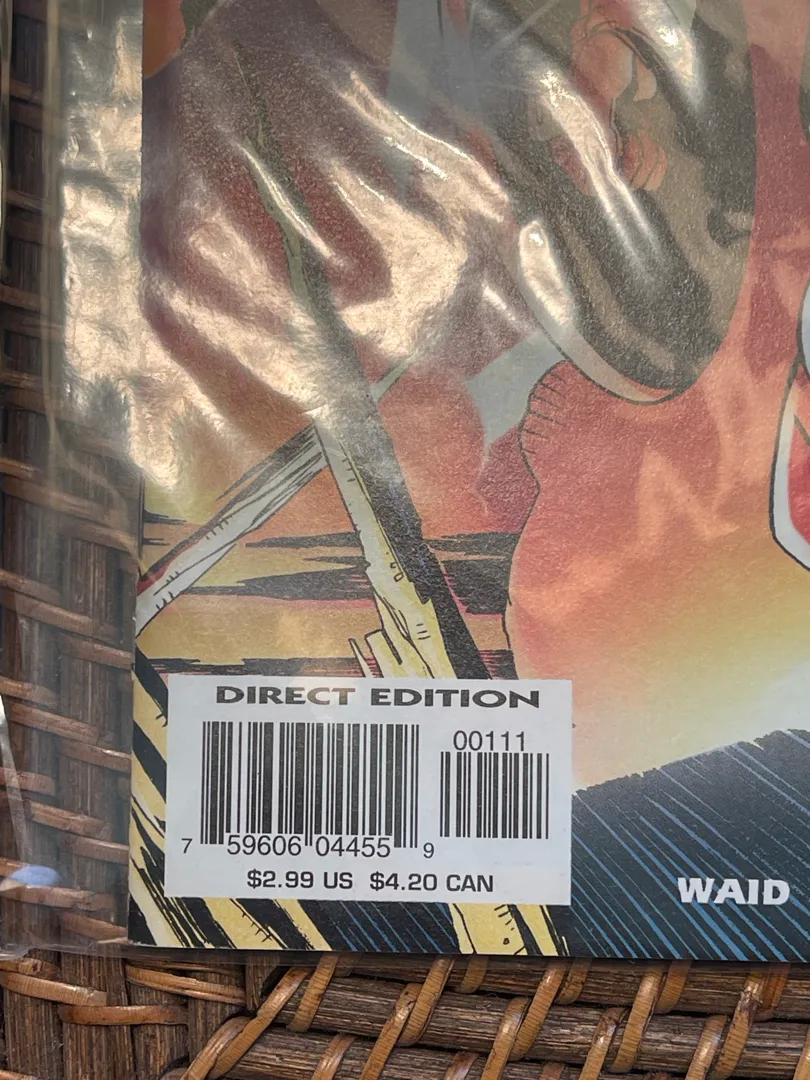 DIRECT EDITION
00111
7 59606 04455 9
$2.99 US $4.20 CAN
WAID